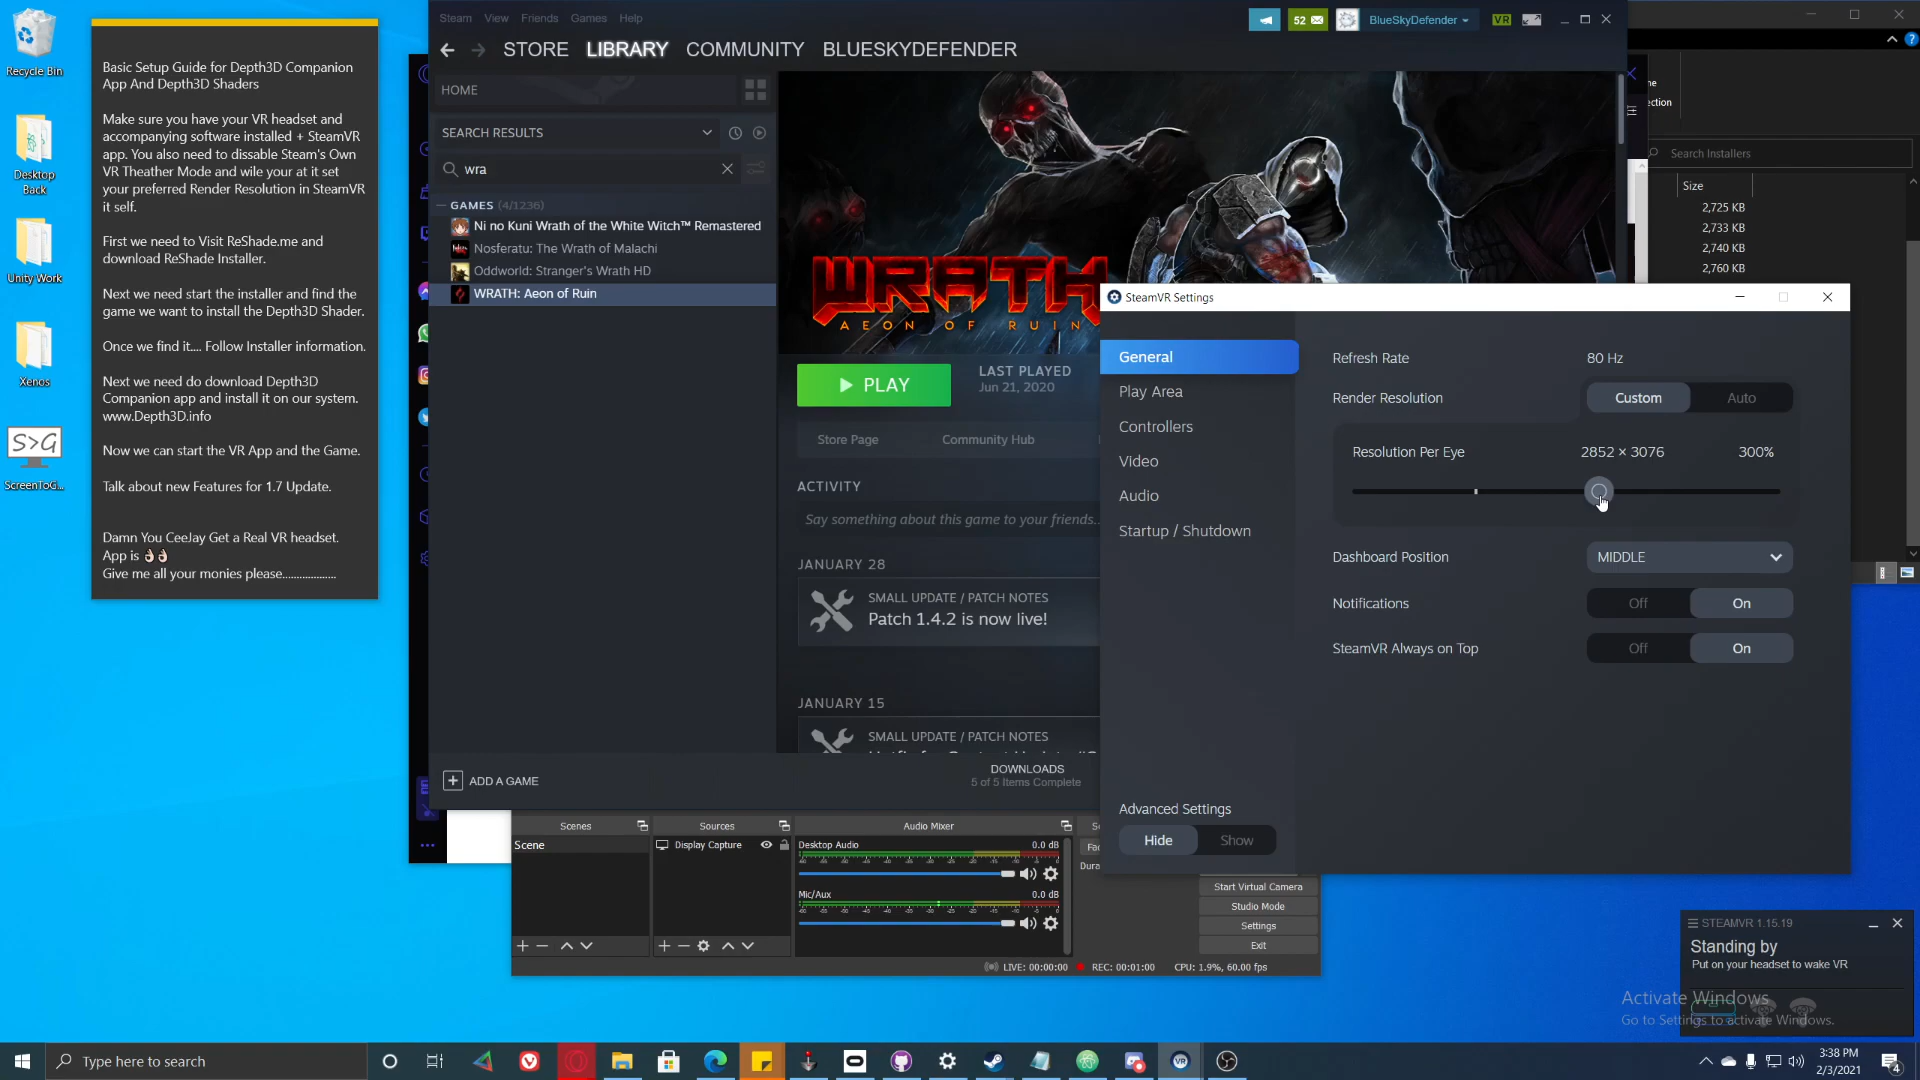 Recycle Bin
Desktop
Back
Unity Work
Xenos
S>G
ScreenToG...
Basic Setup Guide for Depth3D Companion
App And Depth3D Shaders
Make sure you have your VR headset and
accompanying software installed + SteamVR
app. You also need to dissable Steam's Own
VR Theather Mode and wile your at it set
your preferred Render Resolution in SteamVR
it self.
First we need to Visit ReShade.me and
download ReShade Installer.
Next we need start the installer and find the
game we want to install the Depth3D Shader.
Once we find it.... Follow Installer information.
Next we need do download Depth3D
Companion app and install it on our system.
www.Depth3D.info
Now we can start the VR App and the Game.
Talk about new Features for 1.7 Update.
Damn You CeeJay Get a Real VR headset.
App is 👌👌
Give me all your monies please..................
Steam View Friends Games Help
52
BlueSkyDefender
VR
STORE LIBRARY COMMUNITY BLUESKYDEFENDER
HOME
SEARCH RESULTS
wra
GAMES (4/1236)
Ni no Kuni Wrath of the White Witch™ Remastered
Nosferatu: The Wrath of Malachi
Oddworld: Stranger's Wrath HD
WRATH: Aeon of Ruin
ADD A GAME
WRATH
AEON OF RUIN
PLAY
LAST PLAYED
Jun 21, 2020
Store Page
Community Hub
ACTIVITY
Say something about this game to your friends...
JANUARY 28
SMALL UPDATE / PATCH NOTES
Patch 1.4.2 is now live!
JANUARY 15
SMALL UPDATE / PATCH NOTES
DOWNLOADS
5 of 5 Items Complete
Search Installers
Size
2,725 KB
2,733 KB
2,740 KB
2,760 KB
SteamVR Settings
General
Play Area
Controllers
Video
Audio
Startup / Shutdown
Advanced Settings
Hide Show
Refresh Rate 80 Hz
Render Resolution Custom Auto
Resolution Per Eye 2852 × 3076 300%
Dashboard Position MIDDLE
Notifications Off On
SteamVR Always on Top Off On
Scenes
Scene
Sources
Display Capture
Audio Mixer
Desktop Audio 0.0 dB
Mic/Aux 0.0 dB
Start Virtual Camera
Studio Mode
Settings
Exit
LIVE: 00:00:00
REC: 00:01:00
CPU: 1.9%, 60.00 fps
STEAMVR 1.15.19
Standing by
Put on your headset to wake VR
Activate Windows
Go to Settings to activate Windows.
Type here to search
3:38 PM
2/3/2021
4